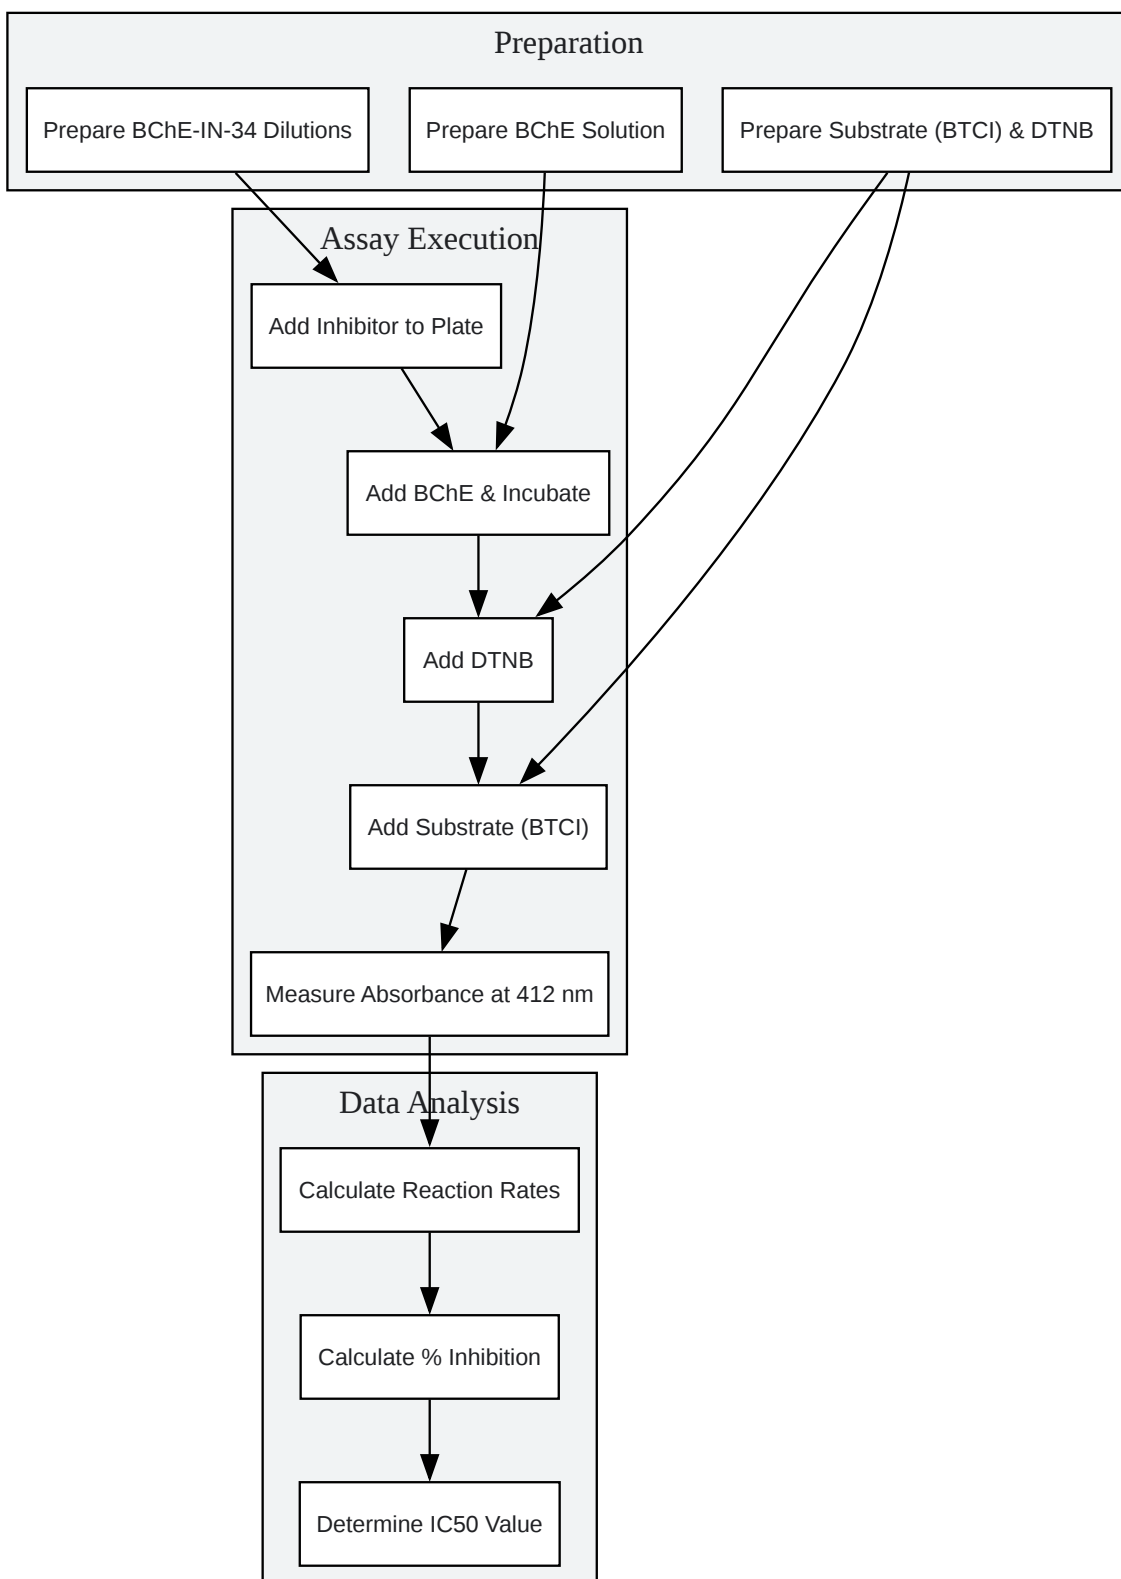 Preparation
Prepare BChE-IN-34 Dilutions
Prepare BChE Solution
Prepare Substrate (BTCI) & DTNB
Assay Execution
Add Inhibitor to Plate
Add BChE & Incubate
Add DTNB
Add Substrate (BTCI)
Measure Absorbance at 412 nm
Data Analysis
Calculate Reaction Rates
Calculate % Inhibition
Determine IC50 Value